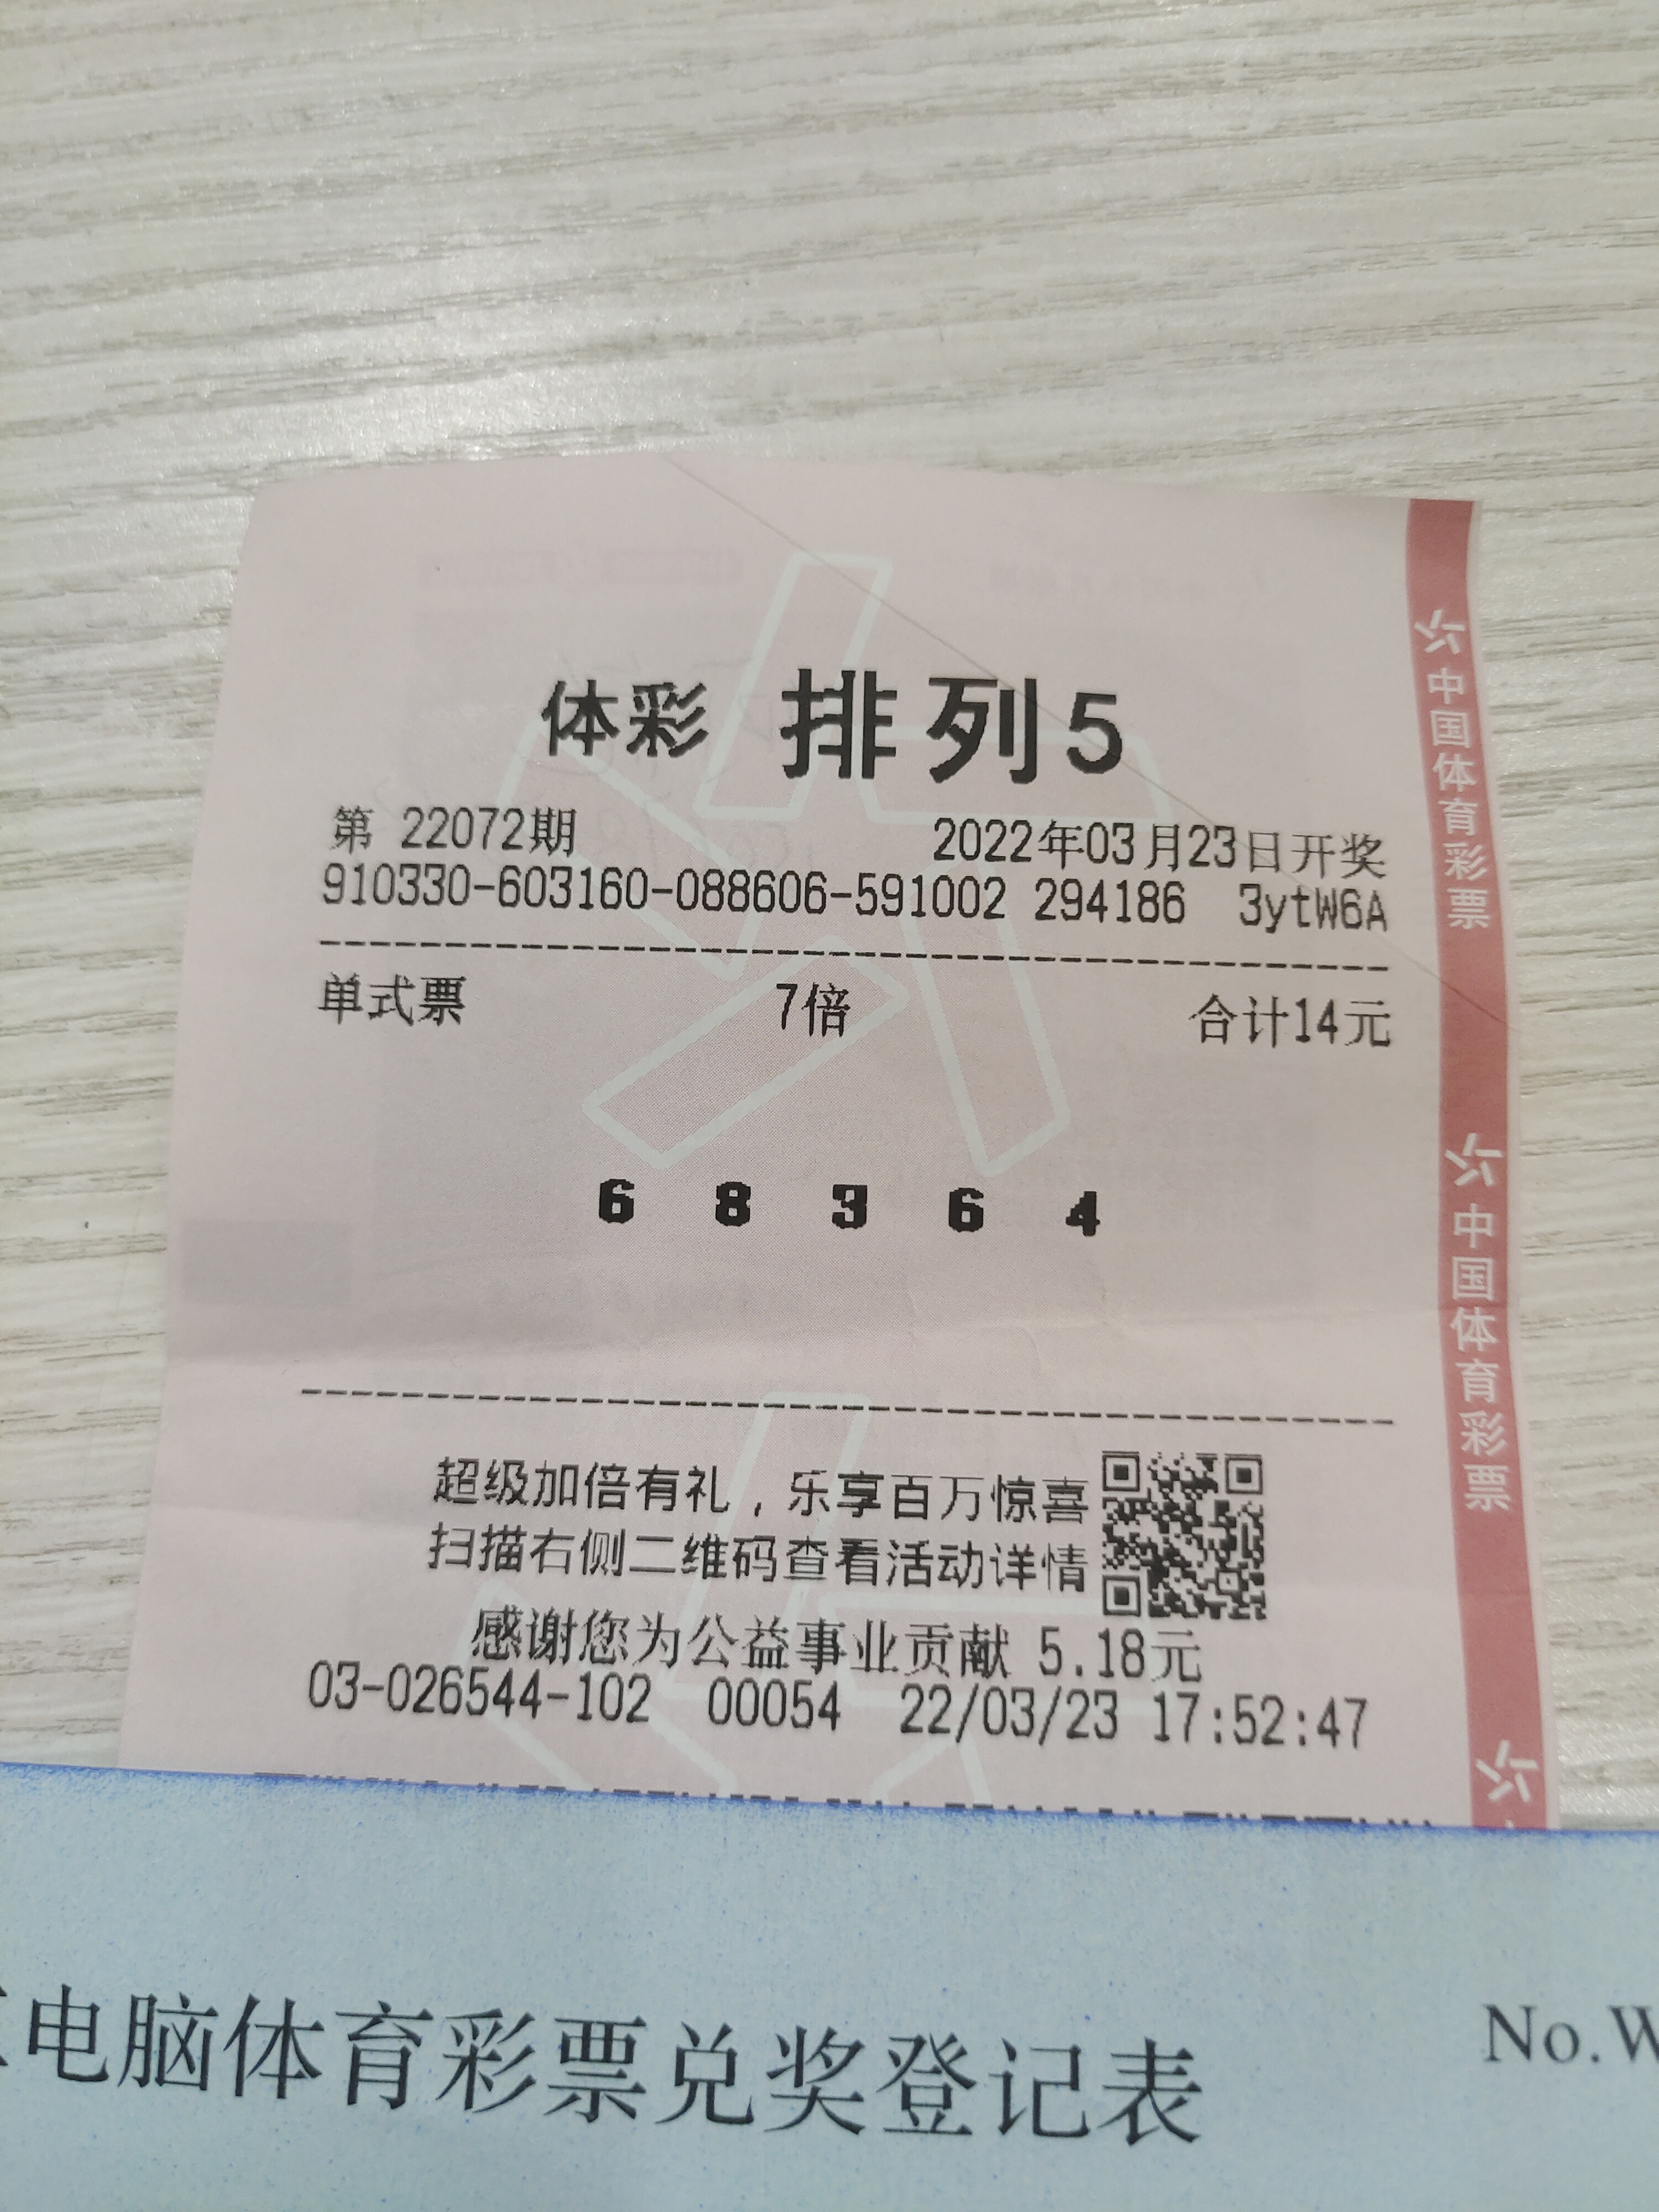 体彩 排列5
第 22072期 2022年03月23日开奖
910330-603160-088606-591002 294186 3ytW6A
单式票 7倍 合计14元
6 8 3 6 4
超级加倍有礼，乐享百万惊喜
扫描右侧二维码查看活动详情
感谢您为公益事业贡献 5.18元
03-026544-102 00054 22/03/23 17:52:47
中国体育彩票
中国体育彩票
电脑体育彩票兑奖登记表
No.W